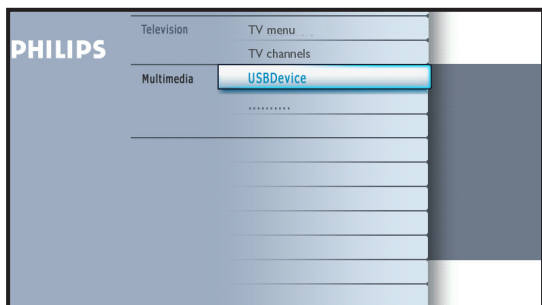 PHILIPS
Television
TV menu
TV channels
Multimedia
USBDevice
..........